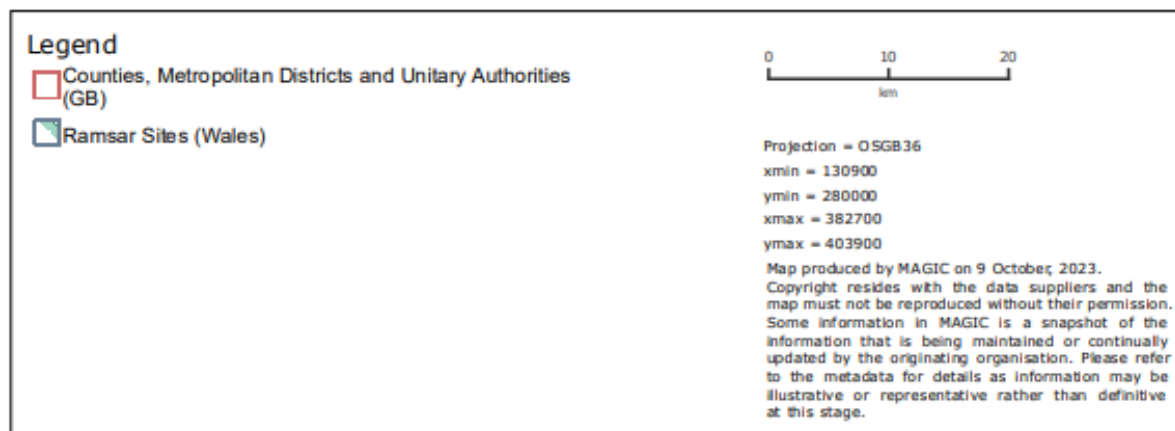 Legend
Counties, Metropolitan Districts and Unitary Authorities
(GB)
Ramsar Sites (Wales)
0 10 20
km
Projection = OSGB36
xmin = 130900
ymin = 280000
xmax = 382700
ymax = 403900
Map produced by MAGIC on 9 October, 2023.
Copyright resides with the data suppliers and the
map must not be reproduced without their permission.
Some information in MAGIC is a snapshot of the
information that is being maintained or continually
updated by the originating organisation. Please refer
to the metadata for details as information may be
illustrative or representative rather than definitive
at this stage.